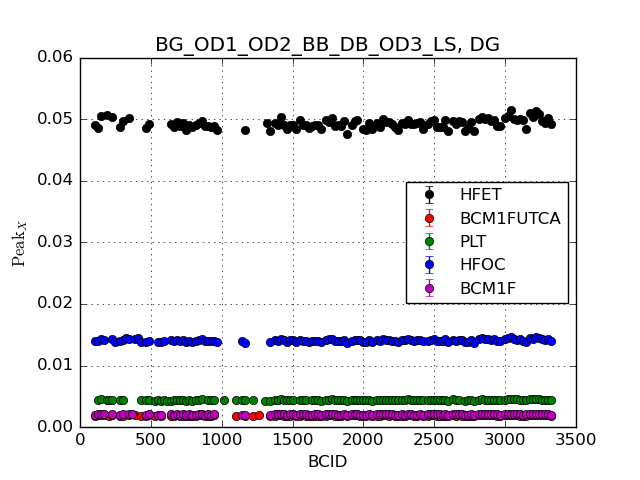 BG_OD1_OD2_BB_DB_OD3_LS, DG
0.06
0.05
0.04
0.03
0.02
0.01
0.00
Peak_X
HFET
BCM1FUTCA
PLT
HFOC
BCM1F
0 500 1000 1500 2000 2500 3000 3500
BCID